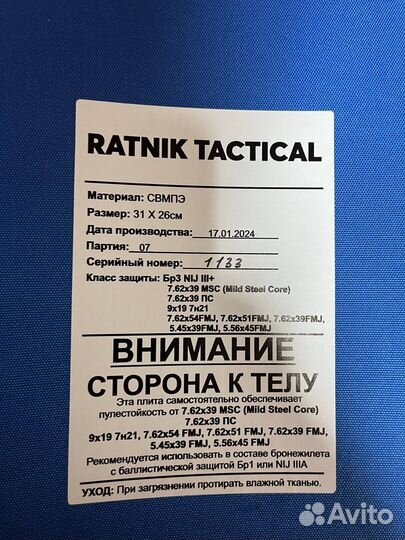 RATNIK TACTICAL
Материал: СВМПЭ
Размер: 31 X 26см
Дата производства: 17.01.2024
Партия: 07
Серийный номер: 1133
Класс защиты: Бр3 NIJ III+
7.62x39 MSC (Mild Steel Core)
7.62x39 ПС
9x19 7н21
7.62x54FMJ, 7.62x51FMJ, 7.62x39FMJ,
5.45x39FMJ, 5.56x45FMJ
ВНИМАНИЕ
СТОРОНА К ТЕЛУ
Эта плита самостоятельно обеспечивает
пулестойкость от 7.62x39 MSC (Mild Steel Core)
7.62x39 ПС
9x19 7н21, 7.62x54 FMJ, 7.62x51 FMJ, 7.62x39 FMJ,
5.45x39 FMJ, 5.56x45 FMJ
Рекомендуется использовать в составе бронежилета
с баллистической защитой Бр1 или NIJ IIIA
УХОД: При загрязнении протирать влажной тканью.
Avito